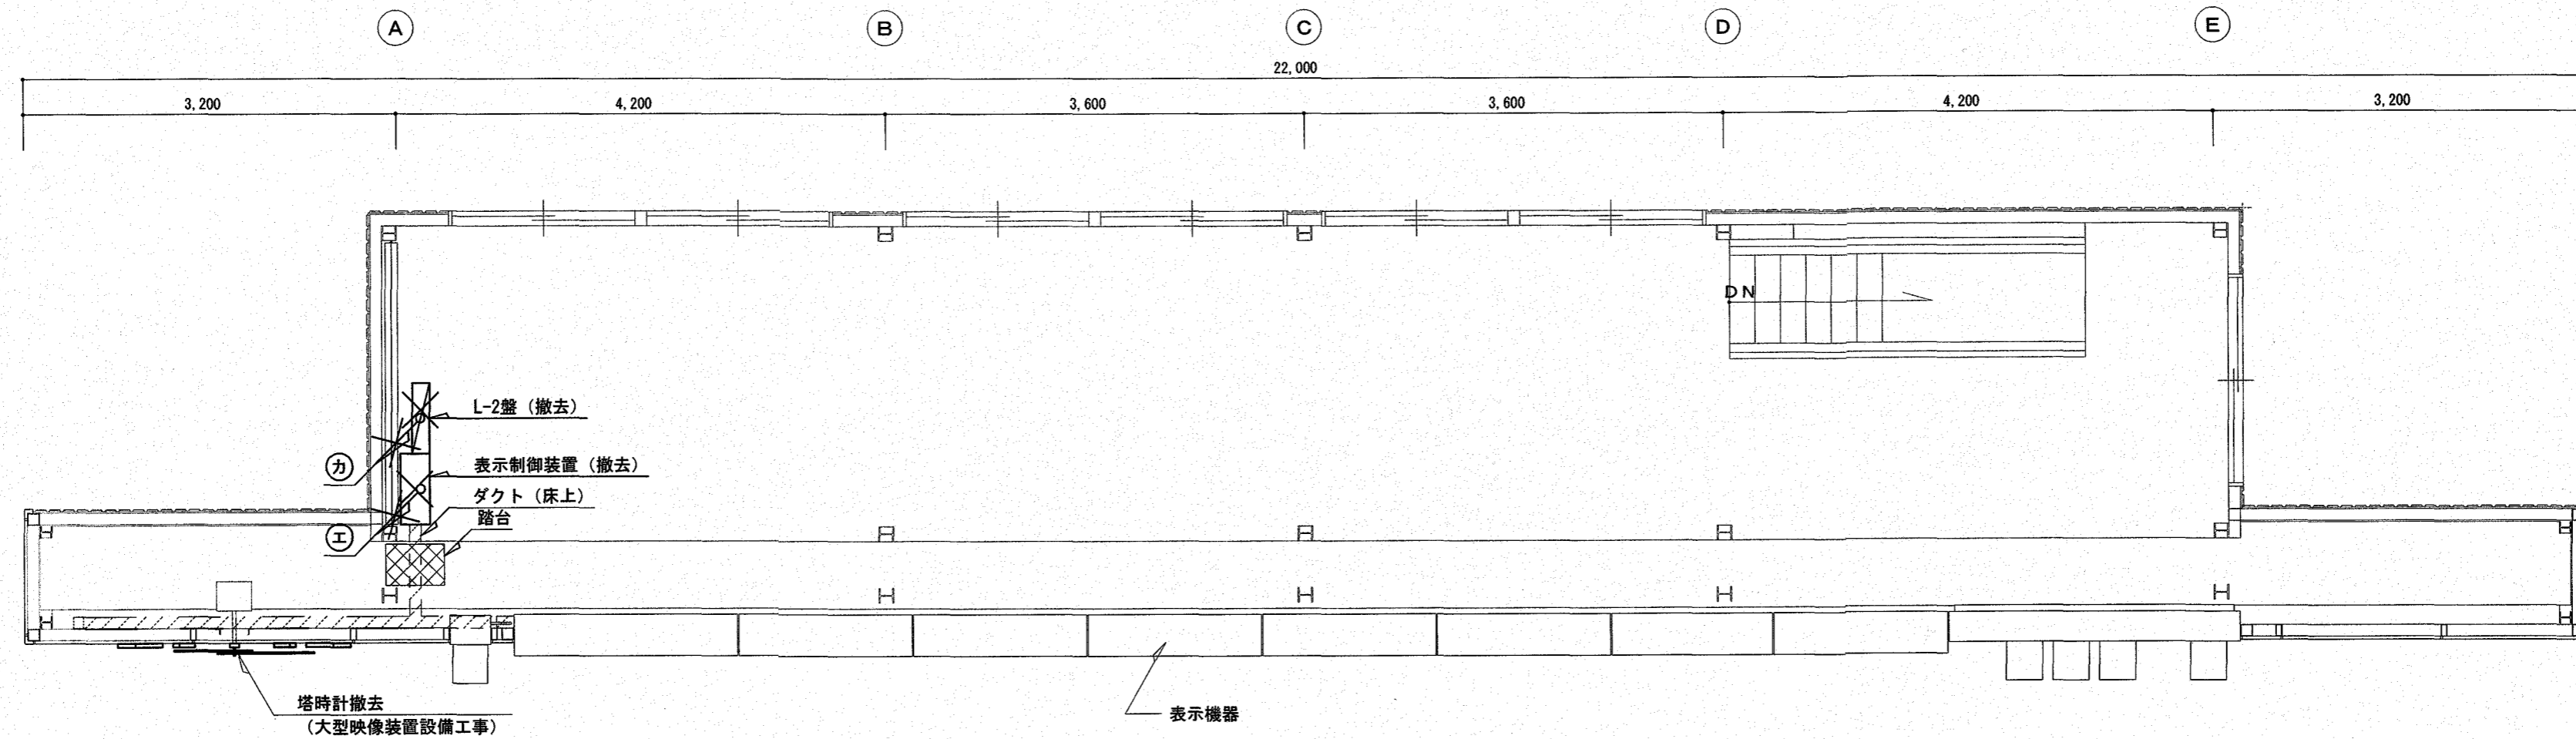 A B C D E
22,000
3,200 4,200 3,600 3,600 4,200 3,200
DN
L-2盤（撤去）
カ
表示制御装置（撤去）
ダクト（床上）
踏台
エ
塔時計撤去
（大型映像装置設備工事）
表示機器